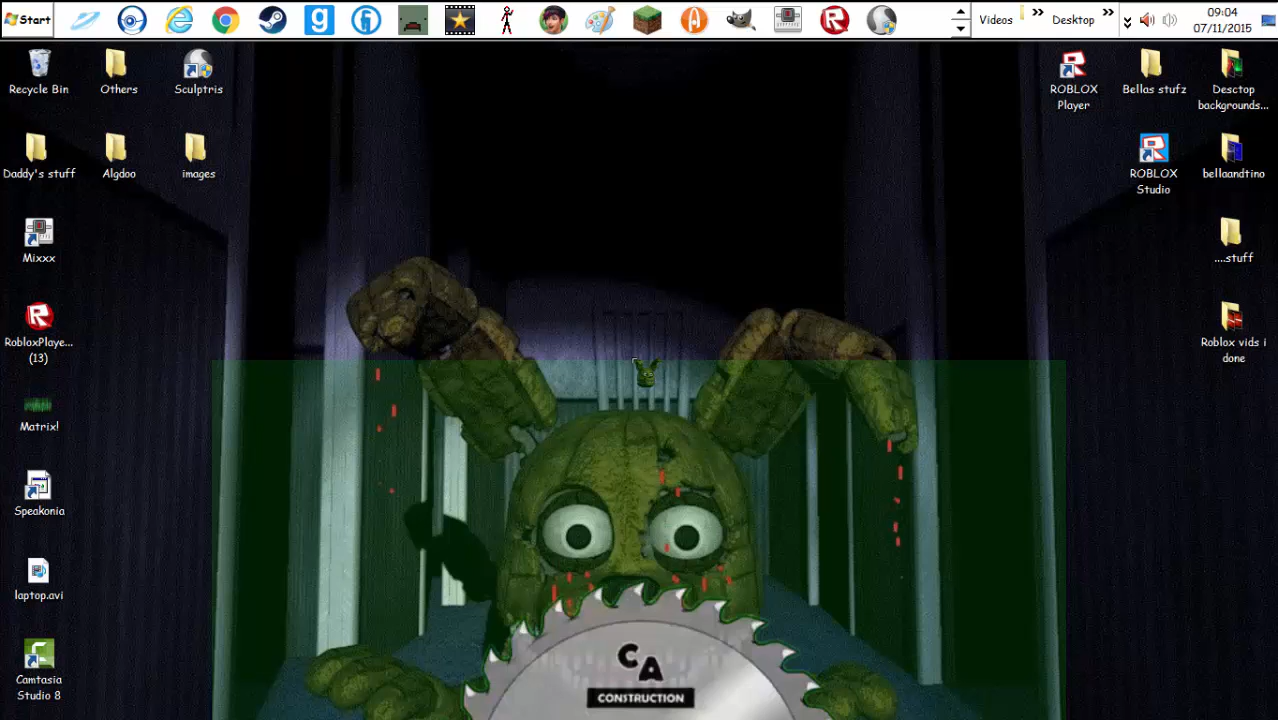 Start
Videos
»
Desktop
»
09:04
07/11/2015
Recycle Bin
Others
Sculptris
ROBLOX
Player
Bellas stufz
Desctop
backgrounds...
Daddy's stuff
Algdoo
images
ROBLOX
Studio
bellaandtino
Mixxx
....stuff
RobloxPlaye...
(13)
Roblox vids i
done
Matrix!
Speakonia
laptop.avi
Camtasia
Studio 8
CA
CONSTRUCTION